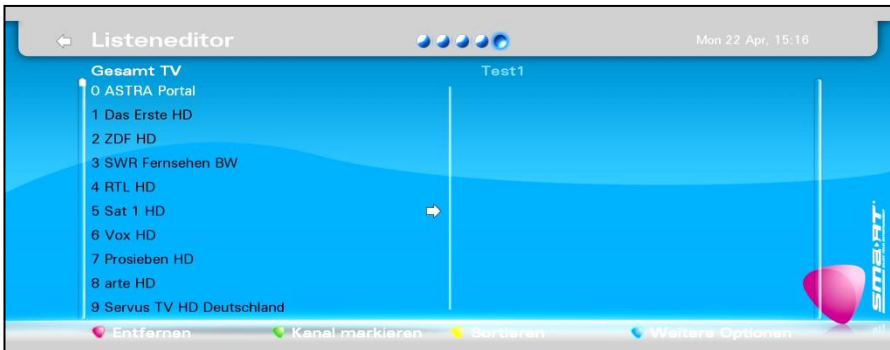 Listeneditor
Mon 22 Apr, 15:16
Gesamt TV
Test1
0 ASTRA Portal
1 Das Erste HD
2 ZDF HD
3 SWR Fernsehen BW
4 RTL HD
5 Sat 1 HD
6 Vox HD
7 Prosieben HD
8 arte HD
9 Servus TV HD Deutschland
Entfernen
Kanal markieren
Sortieren
Weitere Optionen
smart